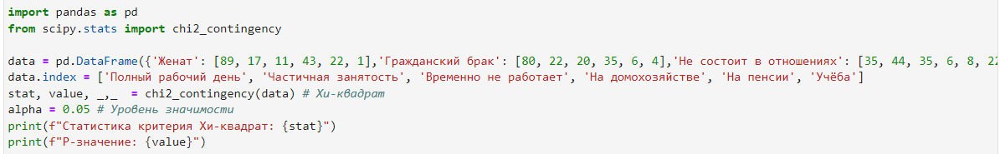 import pandas as pd
from scipy.stats import chi2_contingency
data = pd.DataFrame({'Женат': [89, 17, 11, 43, 22, 1],'Гражданский брак': [80, 22, 20, 35, 6, 4],'Не состоит в отношениях': [35, 44, 35, 6, 8, 22
data.index = ['Полный рабочий день', 'Частичная занятость', 'Временно не работает', 'На домохозяйстве', 'На пенсии', 'Учёба']
stat, value, _,_  = chi2_contingency(data) # Хи-квадрат
alpha = 0.05 # Уровень значимости
print(f"Статистика критерия Хи-квадрат: {stat}")
print(f"P-значение: {value}")